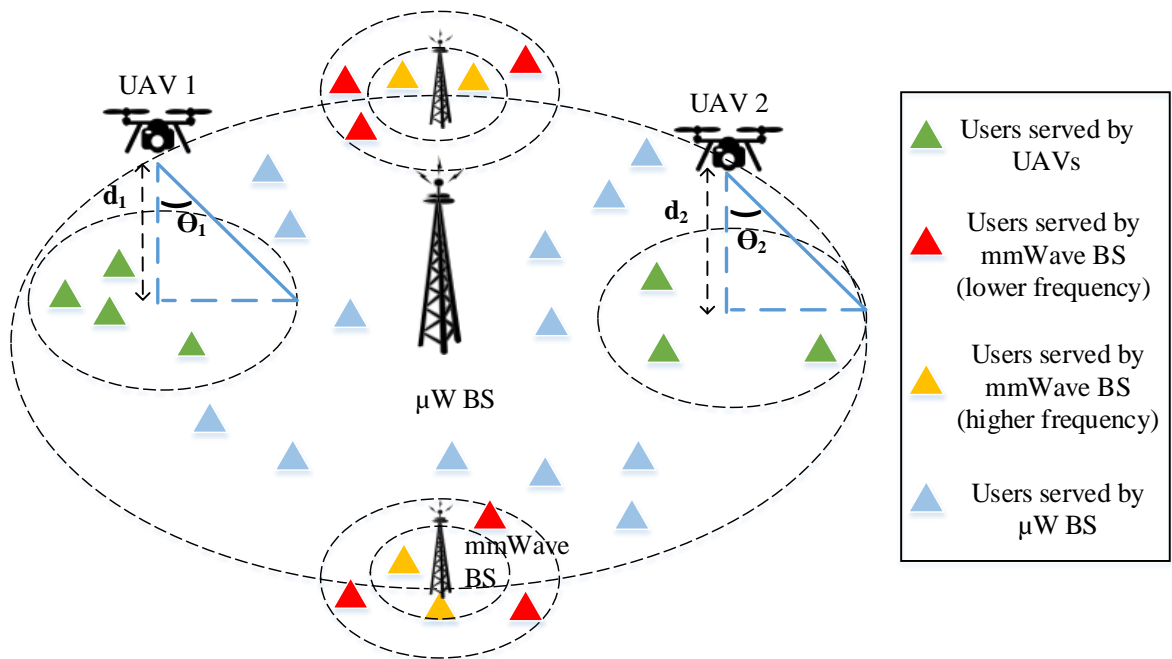 UAV 1
UAV 2
d1
ϴ1
d2
ϴ2
µW BS
mmWave
BS
Users served by
UAVs
Users served by
mmWave BS
(lower frequency)
Users served by
mmWave BS
(higher frequency)
Users served by
µW BS